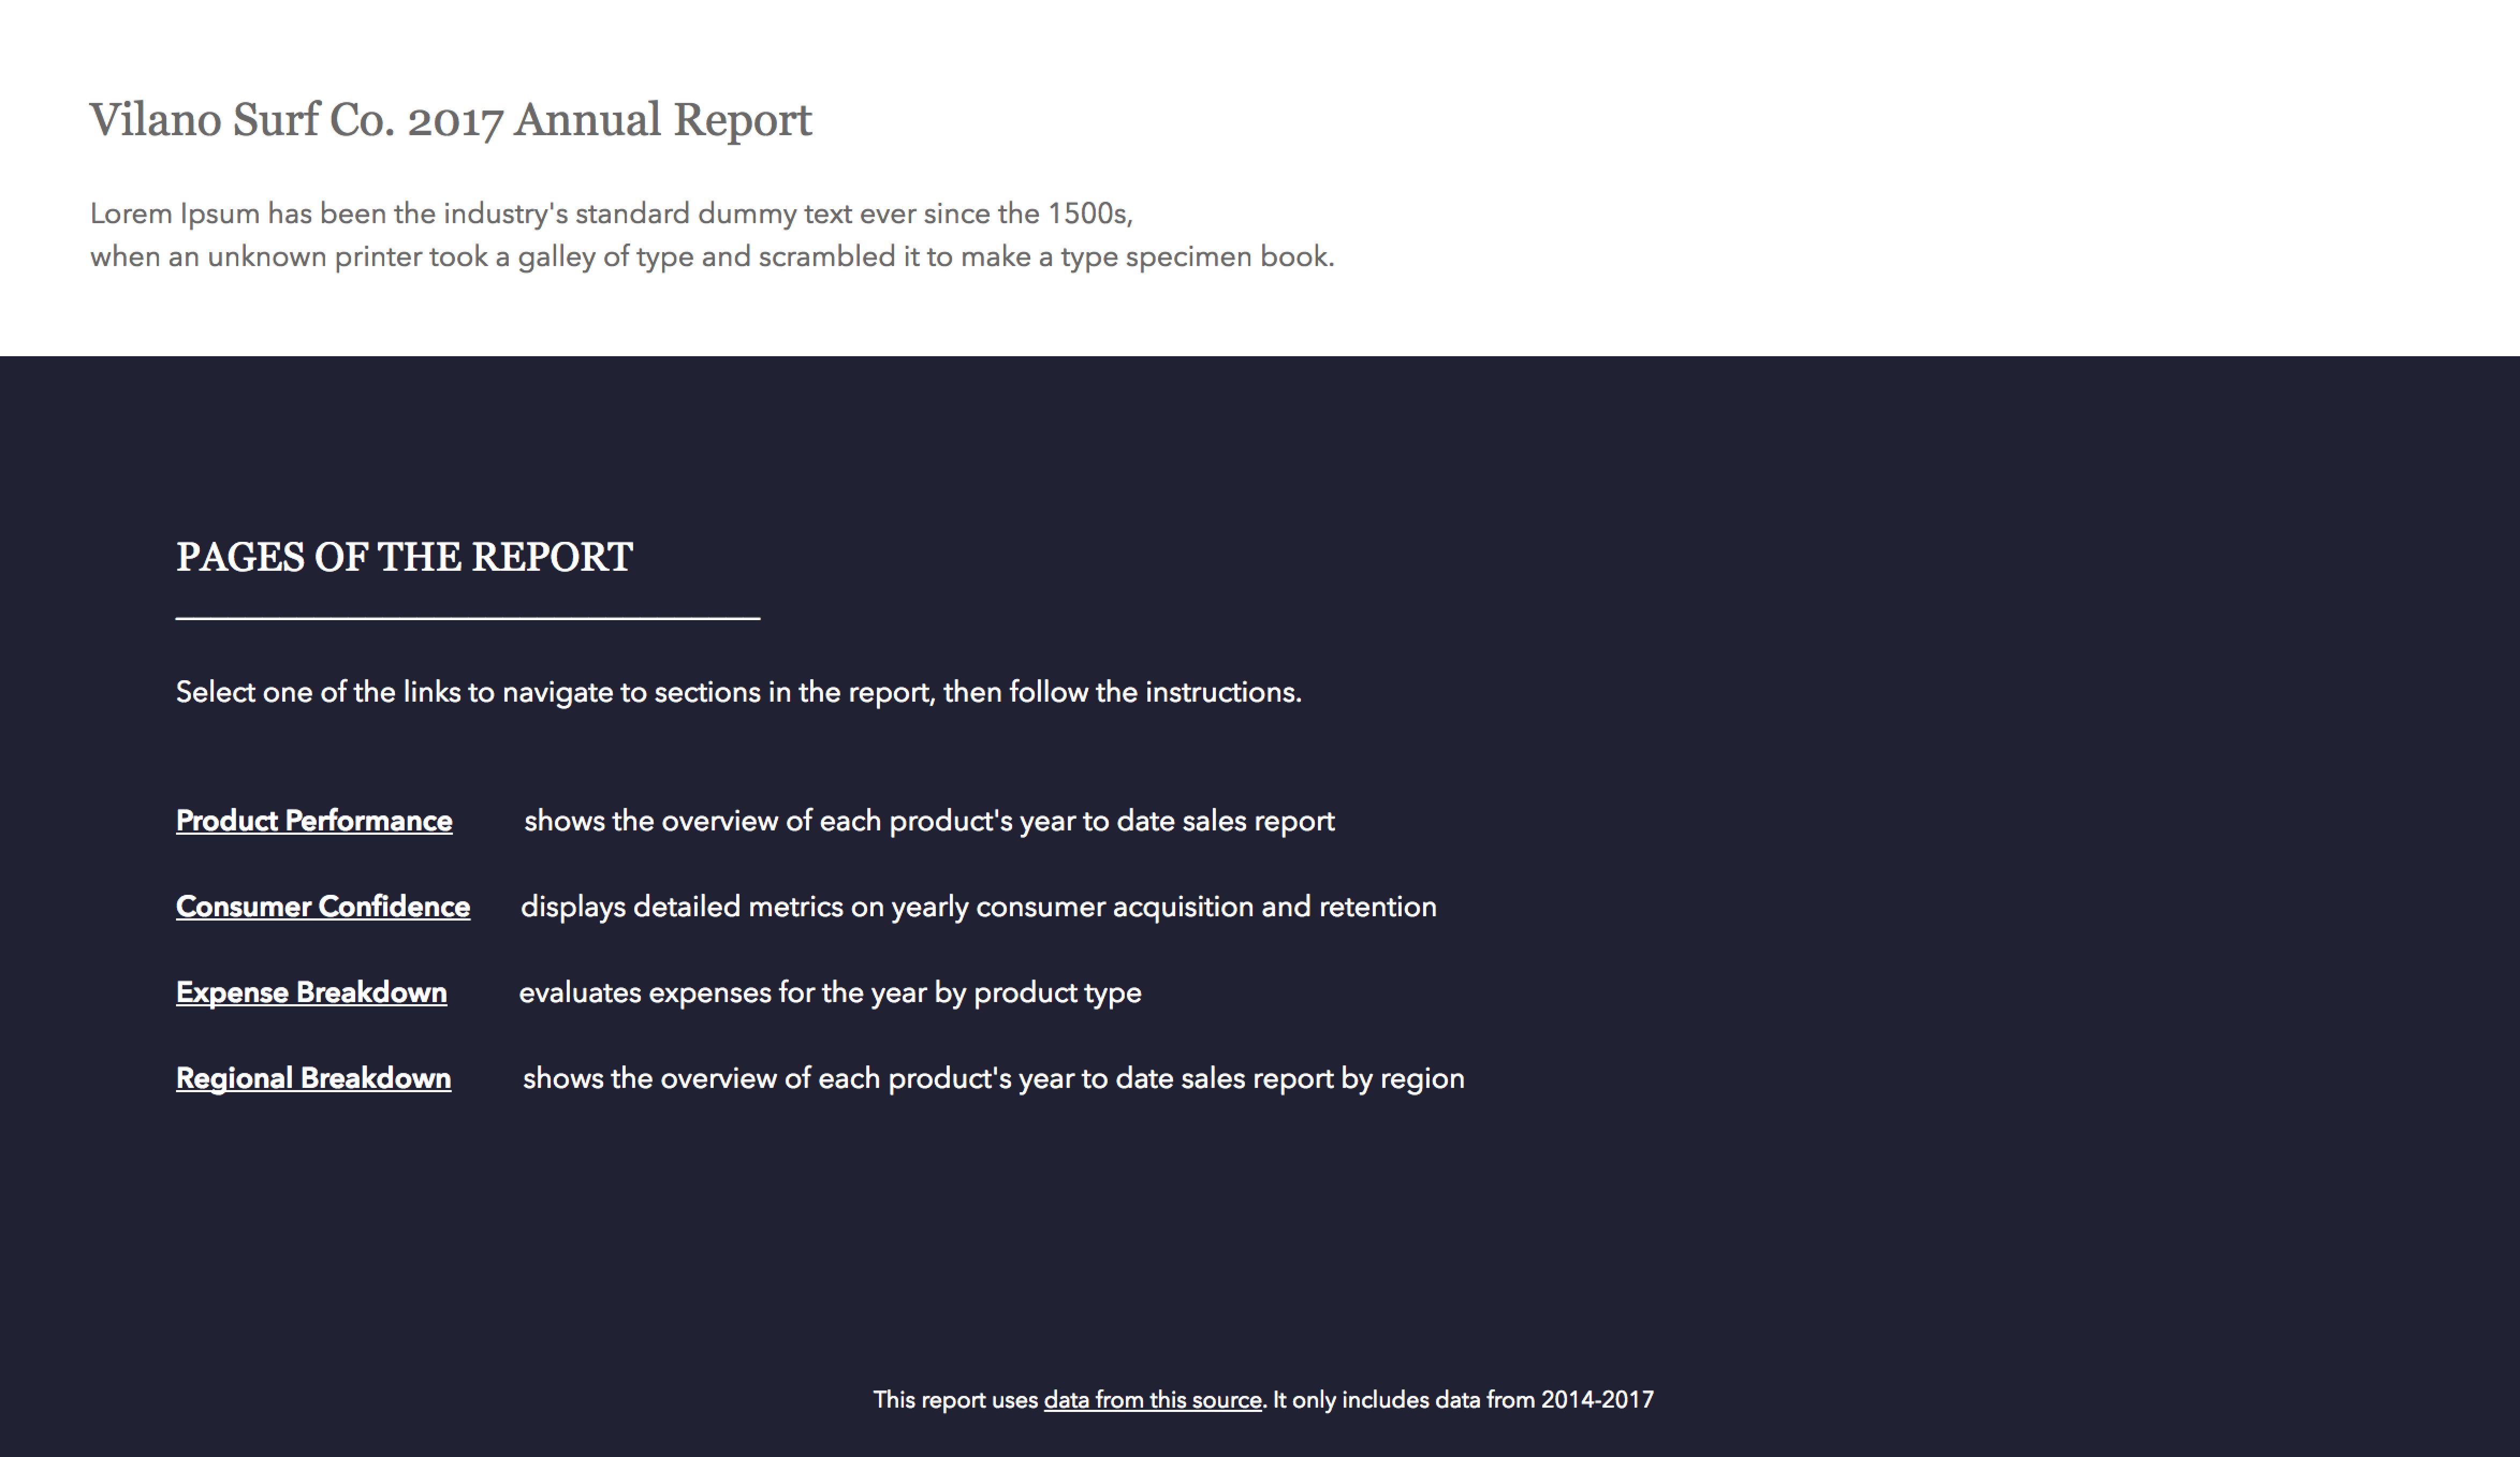 Vilano Surf Co. 2017 Annual Report
Lorem Ipsum has been the industry's standard dummy text ever since the 1500s,
when an unknown printer took a galley of type and scrambled it to make a type specimen book.
PAGES OF THE REPORT
Select one of the links to navigate to sections in the report, then follow the instructions.
Product Performance shows the overview of each product's year to date sales report
Consumer Confidence displays detailed metrics on yearly consumer acquisition and retention
Expense Breakdown evaluates expenses for the year by product type
Regional Breakdown shows the overview of each product's year to date sales report by region
This report uses data from this source. It only includes data from 2014-2017